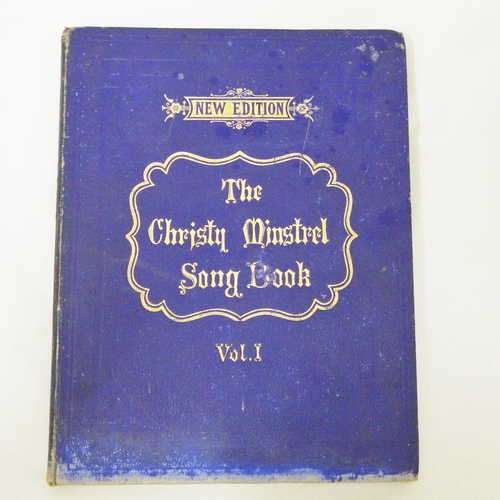 NEW EDITION
The
Christy Minstrel
Song Book
Vol. I